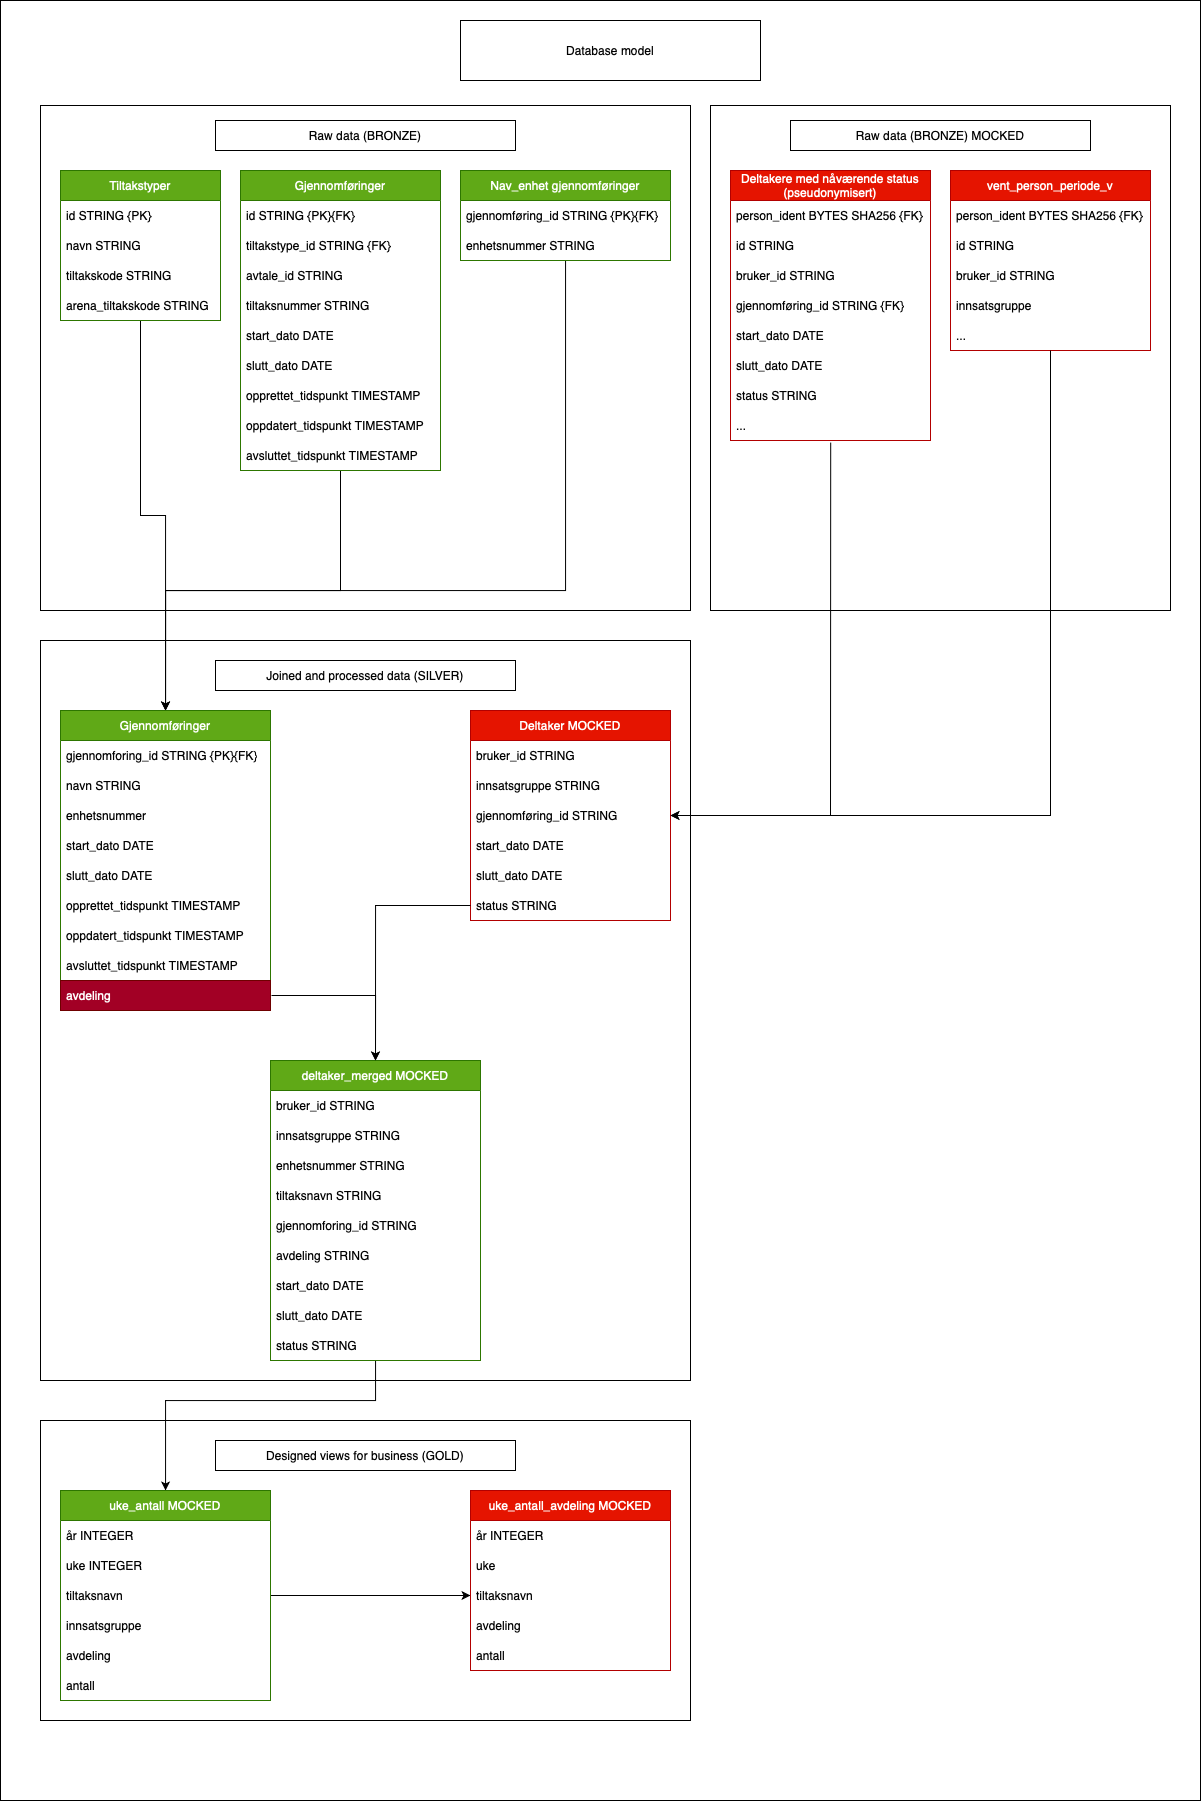 Database model
Raw data (BRONZE)
Tiltakstyper
id STRING {PK}
navn STRING
tiltakskode STRING
arena_tiltakskode STRING
Gjennomføringer
id STRING {PK}{FK}
tiltakstype_id STRING {FK}
avtale_id STRING
tiltaksnummer STRING
start_dato DATE
slutt_dato DATE
opprettet_tidspunkt TIMESTAMP
oppdatert_tidspunkt TIMESTAMP
avsluttet_tidspunkt TIMESTAMP
Nav_enhet gjennomføringer
gjennomføring_id STRING {PK}{FK}
enhetsnummer STRING
Raw data (BRONZE) MOCKED
Deltakere med nåværende status
(pseudonymisert)
person_ident BYTES SHA256 {FK}
id STRING
bruker_id STRING
gjennomføring_id STRING {FK}
start_dato DATE
slutt_dato DATE
status STRING
...
vent_person_periode_v
person_ident BYTES SHA256 {FK}
id STRING
bruker_id STRING
innsatsgruppe
...
Joined and processed data (SILVER)
Gjennomføringer
gjennomforing_id STRING {PK}{FK}
navn STRING
enhetsnummer
start_dato DATE
slutt_dato DATE
opprettet_tidspunkt TIMESTAMP
oppdatert_tidspunkt TIMESTAMP
avsluttet_tidspunkt TIMESTAMP
avdeling
Deltaker MOCKED
bruker_id STRING
innsatsgruppe STRING
gjennomføring_id STRING
start_dato DATE
slutt_dato DATE
status STRING
deltaker_merged MOCKED
bruker_id STRING
innsatsgruppe STRING
enhetsnummer STRING
tiltaksnavn STRING
gjennomforing_id STRING
avdeling STRING
start_dato DATE
slutt_dato DATE
status STRING
Designed views for business (GOLD)
uke_antall MOCKED
år INTEGER
uke INTEGER
tiltaksnavn
innsatsgruppe
avdeling
antall
uke_antall_avdeling MOCKED
år INTEGER
uke
tiltaksnavn
avdeling
antall